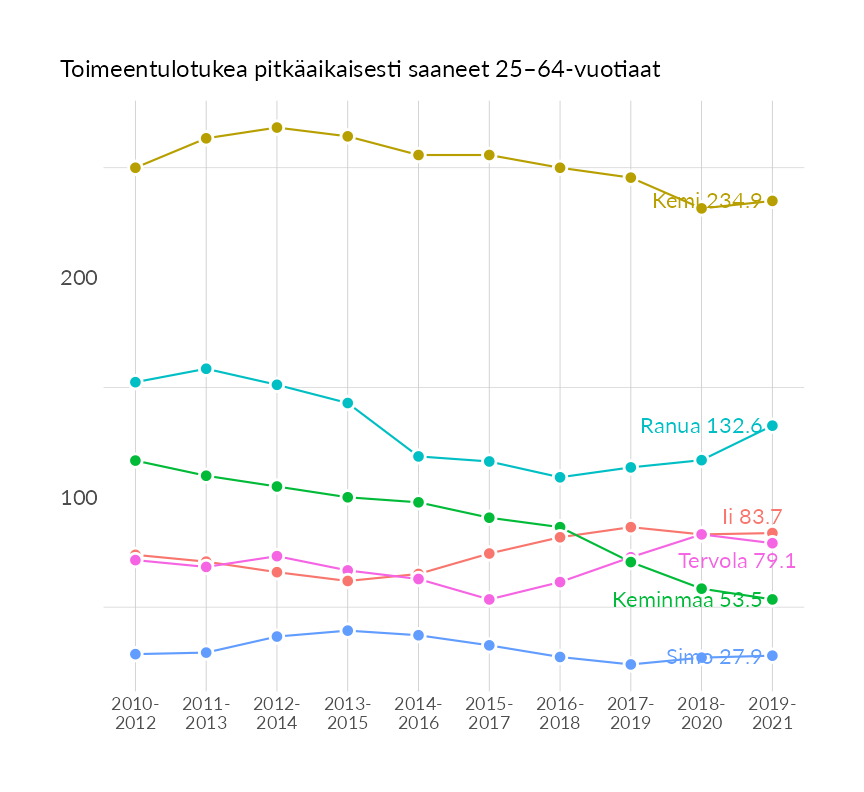 Toimeentulotukea pitkäaikaisesti saaneet 25–64-vuotiaat
Kemi 234.9
200
Ranua 132.6
100
Ii 83.7
Tervola 79.1
Keminmaa 53.5
Simo 27.9
2010- 2011- 2012- 2013- 2014- 2015- 2016- 2017- 2018- 2019-
2012 2013 2014 2015 2016 2017 2018 2019 2020 2021